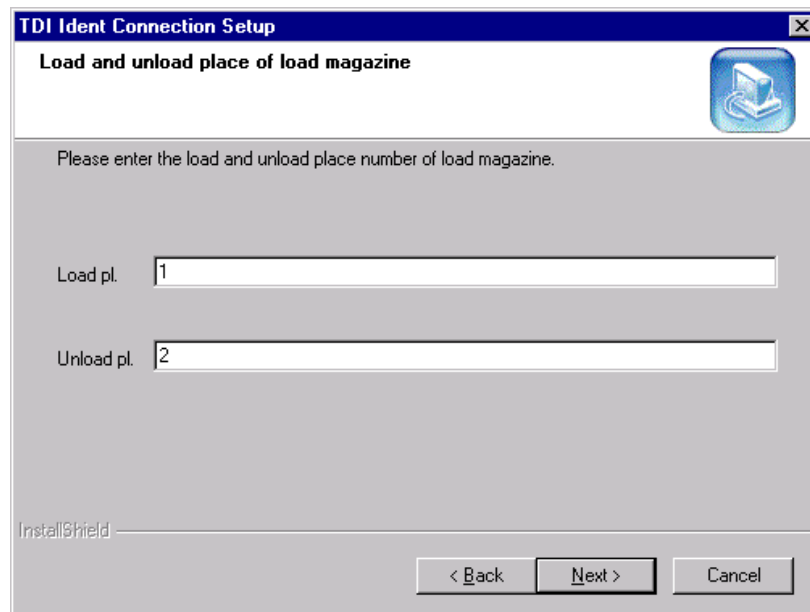 TDI Ident Connection Setup
Load and unload place of load magazine
Please enter the load and unload place number of load magazine.
Load pl. 1
Unload pl. 2
InstallShield
< Back Next > Cancel